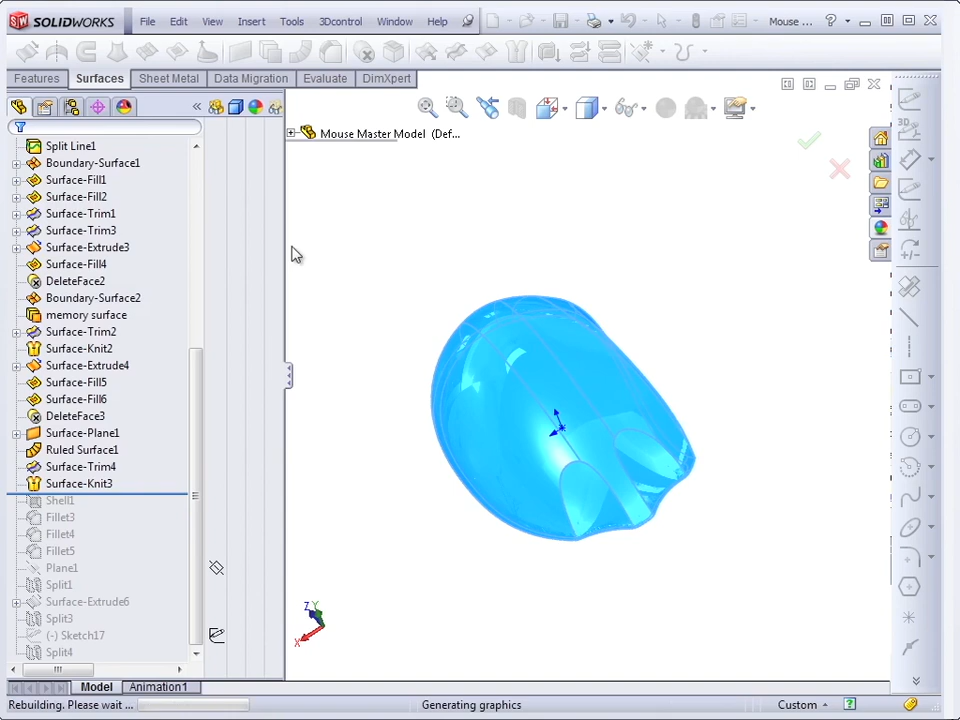 SOLIDWORKS File Edit View Insert Tools 3Dcontrol Window Help Mouse ...
Features Surfaces Sheet Metal Data Migration Evaluate DimXpert
Mouse Master Model (Def...
Split Line1
Boundary-Surface1
Surface-Fill1
Surface-Fill2
Surface-Trim1
Surface-Trim3
Surface-Extrude3
Surface-Fill4
DeleteFace2
Boundary-Surface2
memory surface
Surface-Trim2
Surface-Knit2
Surface-Extrude4
Surface-Fill5
Surface-Fill6
DeleteFace3
Surface-Plane1
Ruled Surface1
Surface-Trim4
Surface-Knit3
Shell1
Fillet3
Fillet4
Fillet5
Plane1
Split1
Surface-Extrude6
Split3
(-) Sketch17
Split4
Z Y
X
Model Animation1
Rebuilding. Please wait ... Generating graphics Custom